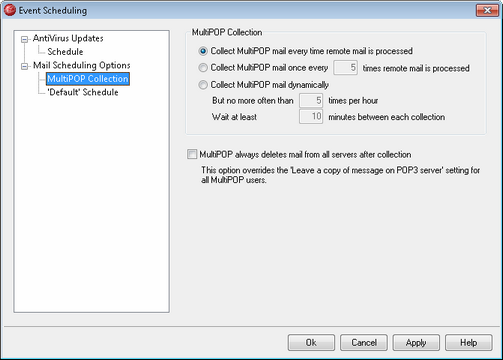 Event Scheduling
AntiVirus Updates
Schedule
Mail Scheduling Options
MultiPOP Collection
'Default' Schedule
MultiPOP Collection
Collect MultiPOP mail every time remote mail is processed
Collect MultiPOP mail once every 5 times remote mail is processed
Collect MultiPOP mail dynamically
But no more often than 5 times per hour
Wait at least 10 minutes between each collection
MultiPOP always deletes mail from all servers after collection
This option overrides the 'Leave a copy of message on POP3 server' setting for
all MultiPOP users.
Ok Cancel Apply Help